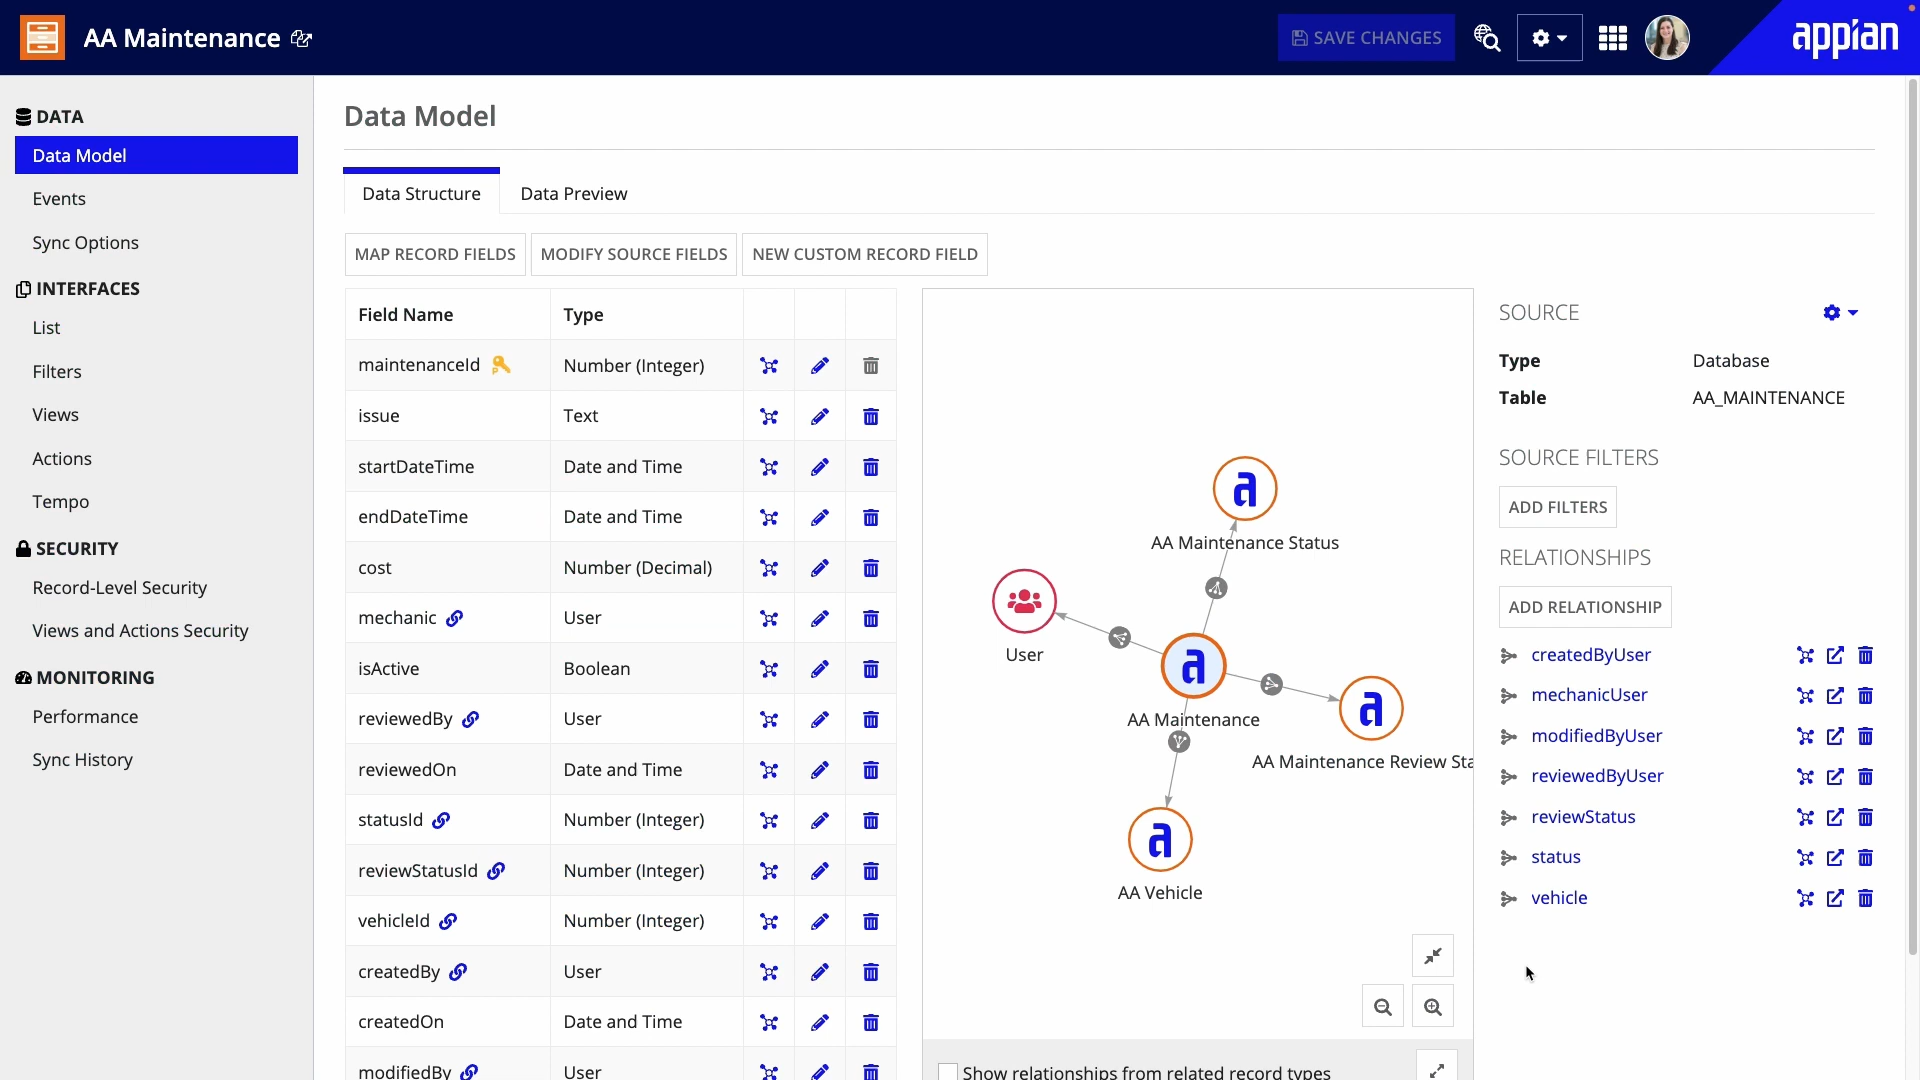 AA Maintenance
SAVE CHANGES
appian
DATA
Data Model
Events
Sync Options
INTERFACES
List
Filters
Views
Actions
Tempo
SECURITY
Record-Level Security
Views and Actions Security
MONITORING
Performance
Sync History
Data Model
Data Structure
Data Preview
MAP RECORD FIELDS
MODIFY SOURCE FIELDS
NEW CUSTOM RECORD FIELD
Field Name Type
maintenanceId Number (Integer)
issue Text
startDateTime Date and Time
endDateTime Date and Time
cost Number (Decimal)
mechanic User
isActive Boolean
reviewedBy User
reviewedOn Date and Time
statusId Number (Integer)
reviewStatusId Number (Integer)
vehicleId Number (Integer)
createdBy User
createdOn Date and Time
modifiedBy User
AA Maintenance Status
User
AA Maintenance
AA Maintenance Review Sta
AA Vehicle
Show relationships from related record types
SOURCE
Type Database
Table AA_MAINTENANCE
SOURCE FILTERS
ADD FILTERS
RELATIONSHIPS
ADD RELATIONSHIP
createdByUser
mechanicUser
modifiedByUser
reviewedByUser
reviewStatus
status
vehicle